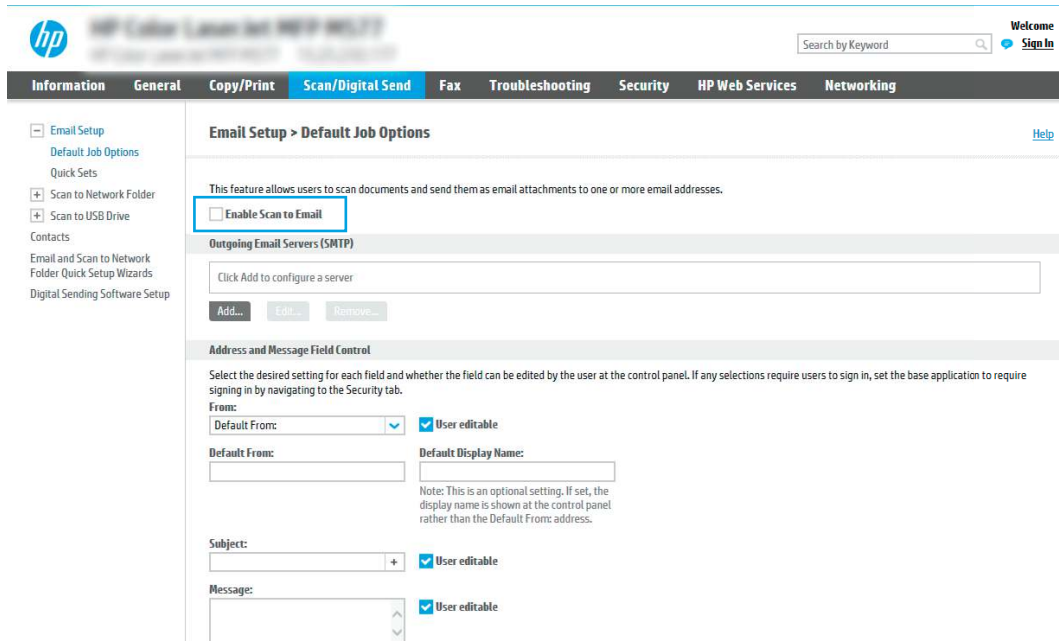 hp
HP Color LaserJet MFP M577
Welcome
Search by Keyword
Sign In
Information General Copy/Print Scan/Digital Send Fax Troubleshooting Security HP Web Services Networking
Email Setup
Default Job Options
Quick Sets
Scan to Network Folder
Scan to USB Drive
Contacts
Email and Scan to Network
Folder Quick Setup Wizards
Digital Sending Software Setup
Email Setup > Default Job Options
Help
This feature allows users to scan documents and send them as email attachments to one or more email addresses.
Enable Scan to Email
Outgoing Email Servers (SMTP)
Click Add to configure a server
Add... Edit... Remove...
Address and Message Field Control
Select the desired setting for each field and whether the field can be edited by the user at the control panel. If any selections require users to sign in, set the base application to require
signing in by navigating to the Security tab.
From:
Default From: User editable
Default From: Default Display Name:
Note: This is an optional setting. If set, the
display name is shown at the control panel
rather than the Default From: address.
Subject:
+ User editable
Message:
User editable